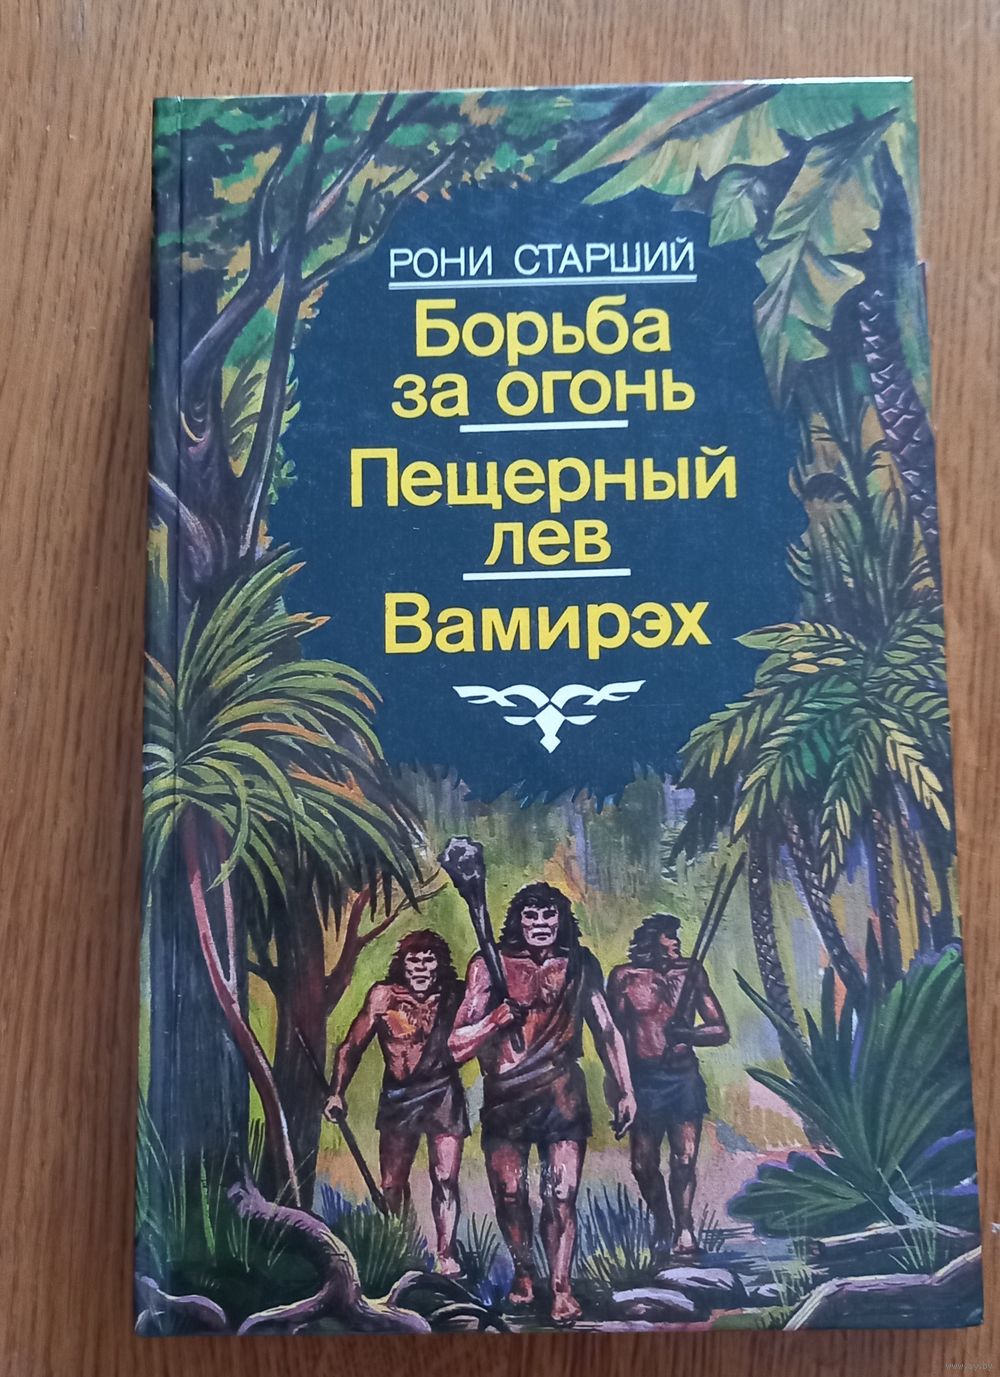 РОНИ СТАРШИЙ
Борьба
за огонь
Пещерный
лев
Вамирэх